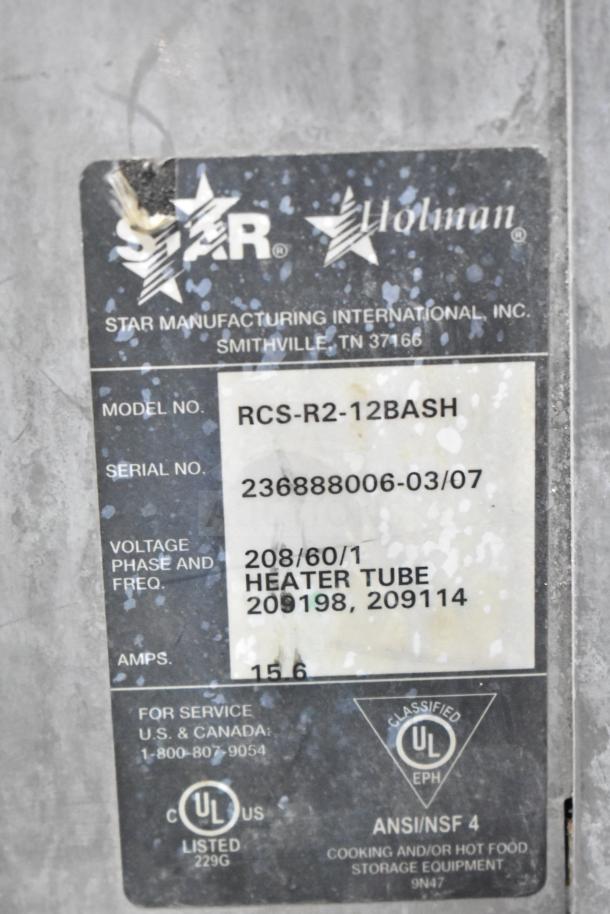 STAR® Holman®
STAR MANUFACTURING INTERNATIONAL, INC.
SMITHVILLE, TN 37166
MODEL NO. RCS-R2-12BASH
SERIAL NO. 236888006-03/07
VOLTAGE
PHASE AND
FREQ.
208/60/1
HEATER TUBE
209198, 209114
AMPS. 15.6
FOR SERVICE
U.S. & CANADA:
1-800-807-9054
C UL US
LISTED
229G
CLASSIFIED
UL
EPH
ANSI/NSF 4
COOKING AND/OR HOT FOOD
STORAGE EQUIPMENT
9N47